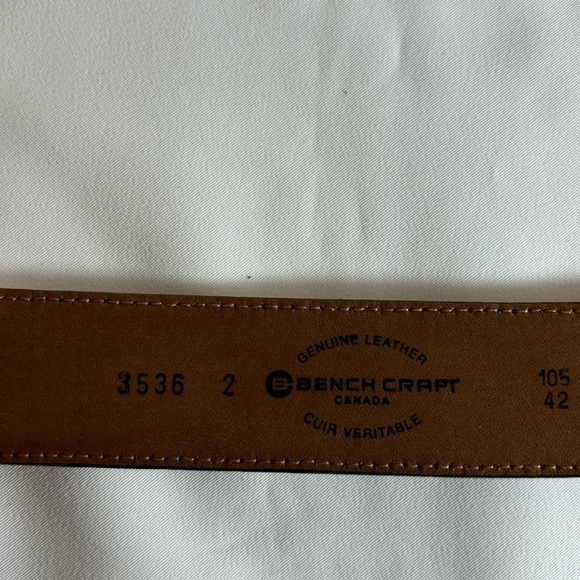 3536 2
GENUINE LEATHER
B BENCH CRAFT
CANADA
CUIR VERITABLE
105
42